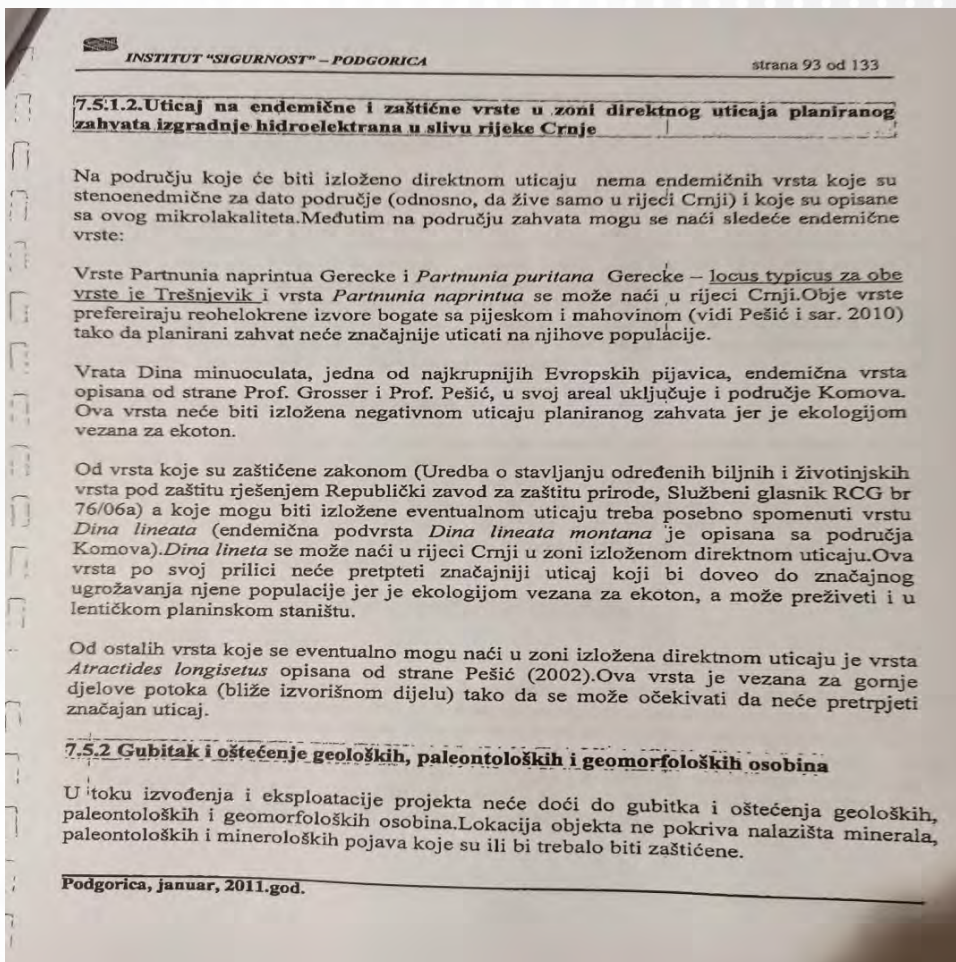 INSTITUT "SIGURNOST" – PODGORICA
strana 93 od 133
7.5.1.2.Uticaj na endemične i zaštićne vrste u zoni direktnog uticaja planiranog
zahvata izgradnje hidroelektrana u slivu rijeke Crnje
Na području koje će biti izloženo direktnom uticaju nema endemičnih vrsta koje su
stenoenedmične za dato područje (odnosno, da žive samo u rijeci Crnji) i koje su opisane
sa ovog mikrolakaliteta.Međutim na području zahvata mogu se naći sledeće endemične
vrste:
Vrste Partnunia naprintua Gerecke i Partnunia puritana Gerecke – locus typicus za obe
vrste je Trešnjevik i vrsta Partnunia naprintua se može naći u rijeci Crnji.Obje vrste
prefereiraju reohelokrene izvore bogate sa pijeskom i mahovinom (vidi Pešić i sar. 2010)
tako da planirani zahvat neće značajnije uticati na njihove populacije.
Vrata Dina minuoculata, jedna od najkrupnijih Evropskih pijavica, endemična vrsta
opisana od strane Prof. Grosser i Prof. Pešić, u svoj areal uključuje i područje Komova.
Ova vrsta neće biti izložena negativnom uticaju planiranog zahvata jer je ekologijom
vezana za ekoton.
Od vrsta koje su zaštićene zakonom (Uredba o stavljanju određenih biljnih i životinjskih
vrsta pod zaštitu rješenjem Republički zavod za zaštitu prirode, Službeni glasnik RCG br
76/06a) a koje mogu biti izložene eventualnom uticaju treba posebno spomenuti vrstu
Dina lineata (endemična podvrsta Dina lineata montana je opisana sa područja
Komova).Dina lineta se može naći u rijeci Crnji u zoni izloženom direktnom uticaju.Ova
vrsta po svoj prilici neće pretpteti značajniji uticaj koji bi doveo do značajnog
ugrožavanja njene populacije jer je ekologijom vezana za ekoton, a može preživeti i u
lentičkom planinskom staništu.
Od ostalih vrsta koje se eventualno mogu naći u zoni izložena direktnom uticaju je vrsta
Atractides longisetus opisana od strane Pešić (2002).Ova vrsta je vezana za gornje
djelove potoka (bliže izvorišnom dijelu) tako da se može očekivati da neće pretrpjeti
značajan uticaj.
7.5.2 Gubitak i oštećenje geoloških, paleontoloških i geomorfoloških osobina
U toku izvođenja i eksploatacije projekta neće doći do gubitka i oštećenja geoloških,
paleontoloških i geomorfoloških osobina.Lokacija objekta ne pokriva nalazišta minerala,
paleontoloških i mineroloških pojava koje su ili bi trebalo biti zaštićene.
Podgorica, januar, 2011.god.